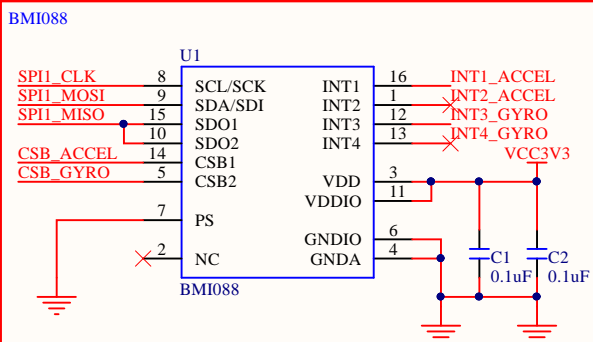 BMI088
U1
SPI1_CLK 8 SCL/SCK INT1 16 INT1_ACCEL
SPI1_MOSI 9 SDA/SDI INT2 1 INT2_ACCEL
SPI1_MISO 15 SDO1 INT3 12 INT3_GYRO
10 SDO2 INT4 13 INT4_GYRO
CSB_ACCEL 14 CSB1 VCC3V3
CSB_GYRO 5 CSB2 VDD 3
VDDIO 11
7 PS
GNDIO 6
2 NC GNDA 4
C1 C2
0.1uF 0.1uF
BMI088